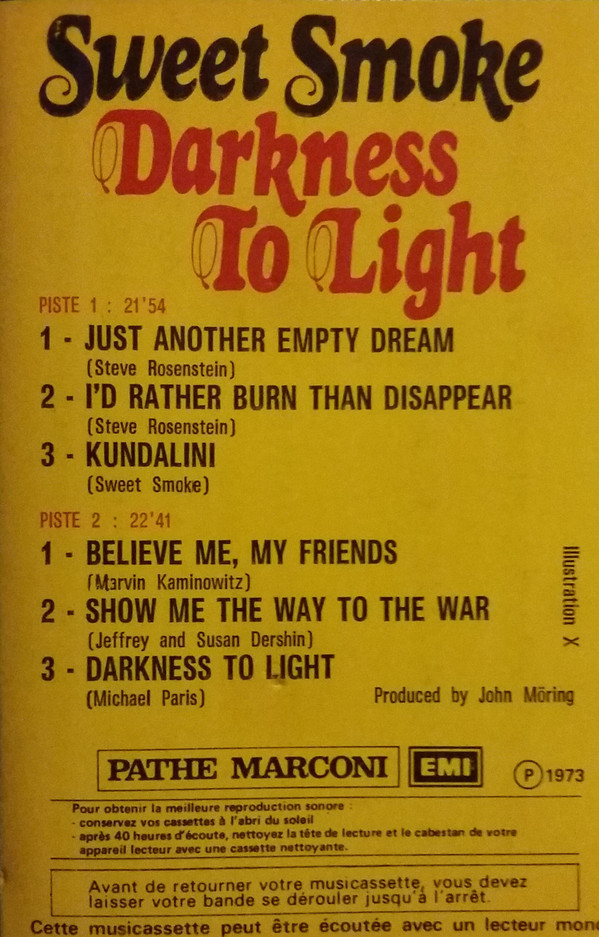 Sweet Smoke
Darkness
To Light
PISTE 1 : 21'54
1 - JUST ANOTHER EMPTY DREAM
(Steve Rosenstein)
2 - I'D RATHER BURN THAN DISAPPEAR
(Steve Rosenstein)
3 - KUNDALINI
(Sweet Smoke)
PISTE 2 : 22'41
1 - BELIEVE ME, MY FRIENDS
(Marvin Kaminowitz)
2 - SHOW ME THE WAY TO THE WAR
(Jeffrey and Susan Dershin)
3 - DARKNESS TO LIGHT
(Michael Paris)
Produced by John Möring
Illustration X
PATHE MARCONI EMI ℗ 1973
Pour obtenir la meilleure reproduction sonore :
- conservez vos cassettes à l'abri du soleil
- après 40 heures d'écoute, nettoyez la tête de lecture et le cabestan de votre
appareil lecteur avec une cassette nettoyante.
Avant de retourner votre musicassette, vous devez
laisser votre bande se dérouler jusqu'à l'arrêt.
Cette musicassette peut être écoutée avec un lecteur